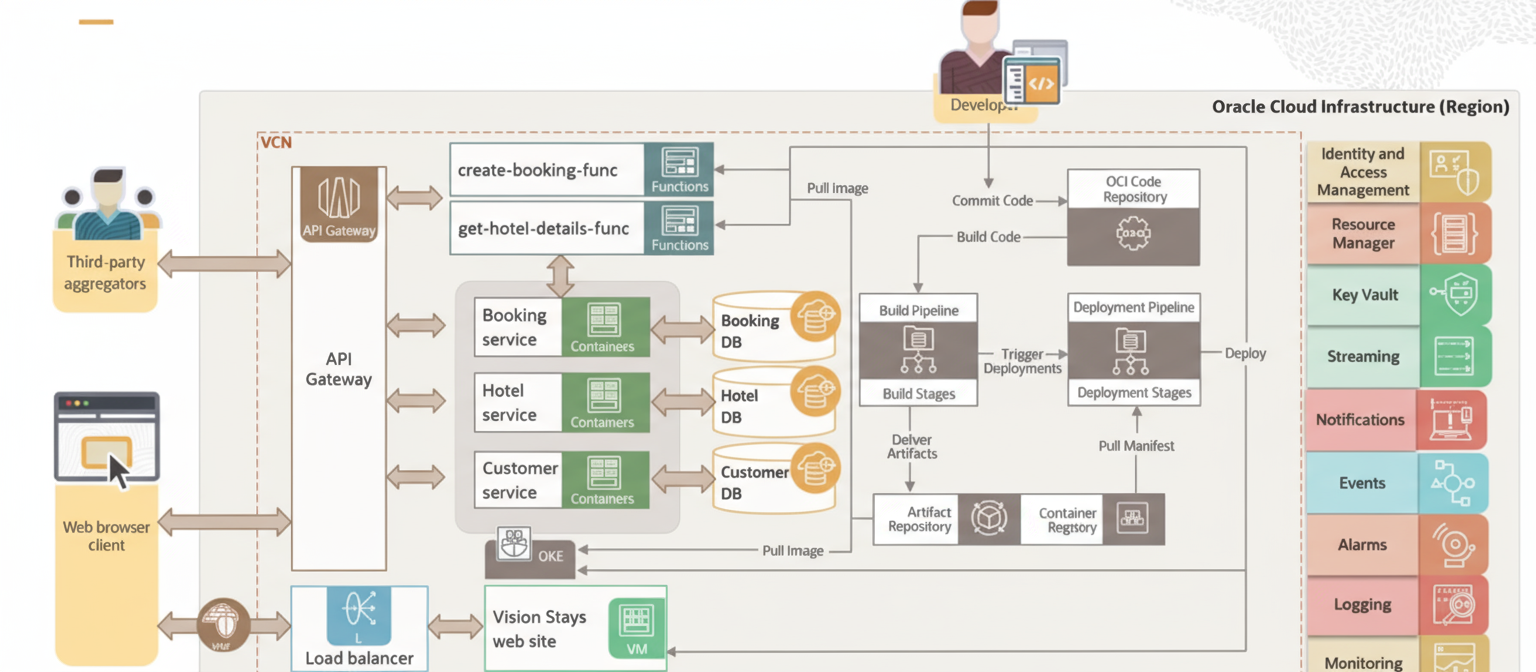 Developer
Oracle Cloud Infrastructure (Region)
VCN
API Gateway
API
Gateway
create-booking-func
Functions
get-hotel-details-func
Functions
Pull Image
Commit Code
OCI Code
Repository
Build Code
Third-party
aggregators
Booking
service
Containers
Booking
DB
Hotel
service
Containers
Hotel
DB
Customer
service
Containers
Customer
DB
Build Pipeline
Build Stages
Trigger
Deployments
Deployment Pipeline
Deployment Stages
Deploy
Delver
Artifacts
Pull Manifest
Artifact
Repository
Container
Pull Image
OKE
Web browser
client
L
Load balancer
Vision Stays
web site
VM
Identity and
Access
Management
Resource
Manager
Key Vault
Streaming
Notifications
Events
Alarms
Logging
Monitoring